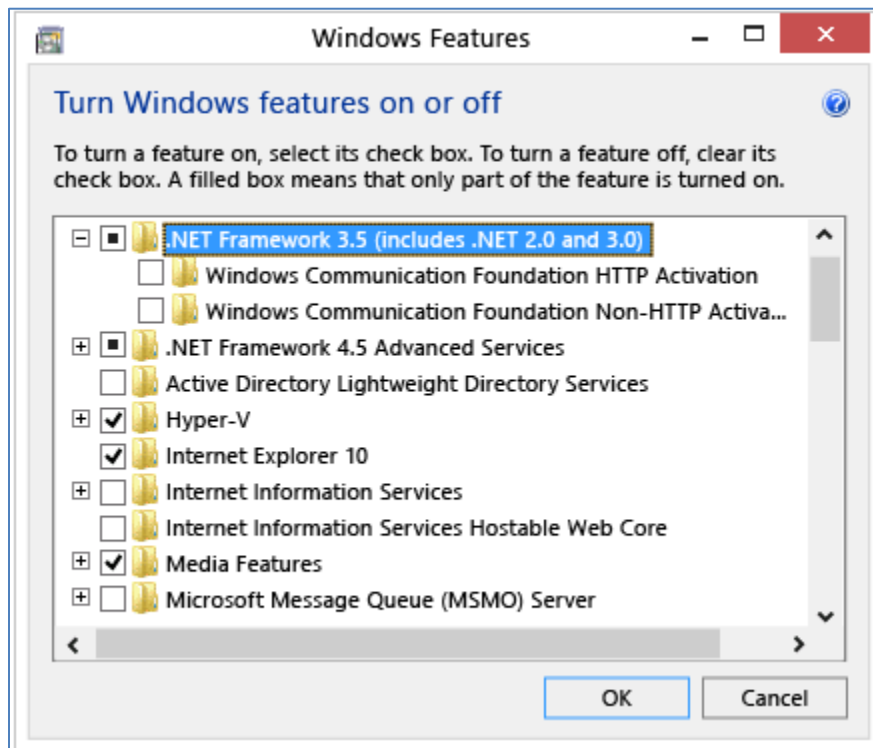 Windows Features
Turn Windows features on or off
To turn a feature on, select its check box. To turn a feature off, clear its
check box. A filled box means that only part of the feature is turned on.
.NET Framework 3.5 (includes .NET 2.0 and 3.0)
Windows Communication Foundation HTTP Activation
Windows Communication Foundation Non-HTTP Activa...
.NET Framework 4.5 Advanced Services
Active Directory Lightweight Directory Services
Hyper-V
Internet Explorer 10
Internet Information Services
Internet Information Services Hostable Web Core
Media Features
Microsoft Message Queue (MSMO) Server
OK Cancel